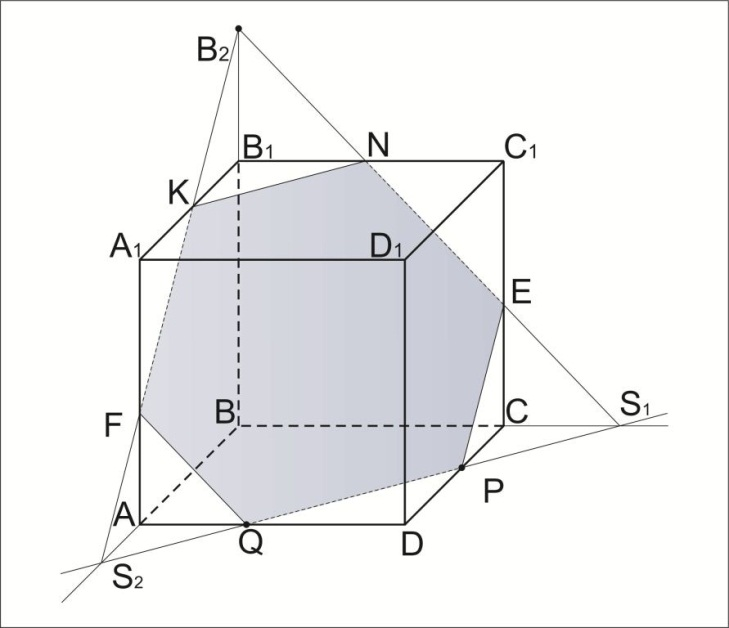 B₂
B₁ N C₁
K
A₁ D₁
E
F B C S₁
P
A Q D
S₂